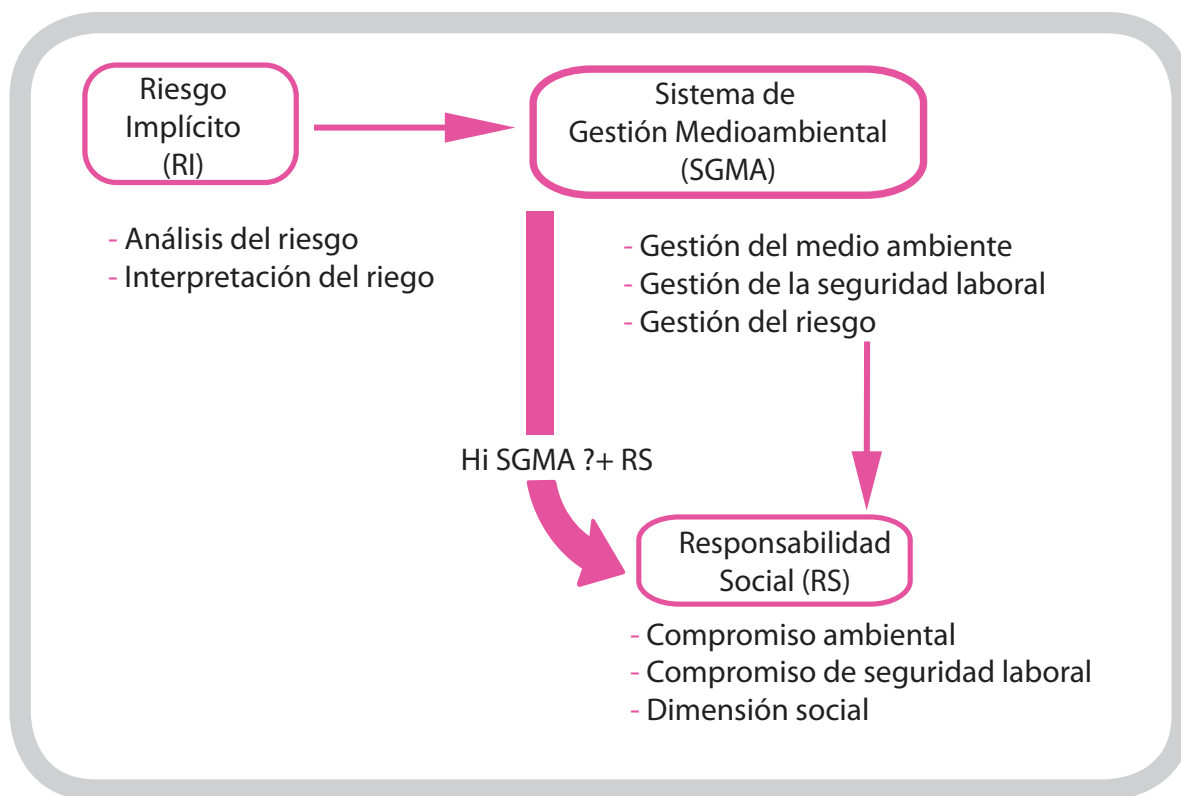 Riesgo
Implícito
(RI)
Sistema de
Gestión Medioambiental
(SGMA)
- Análisis del riesgo
- Interpretación del riego
- Gestión del medio ambiente
- Gestión de la seguridad laboral
- Gestión del riesgo
Hi SGMA ?+ RS
Responsabilidad
Social (RS)
- Compromiso ambiental
- Compromiso de seguridad laboral
- Dimensión social